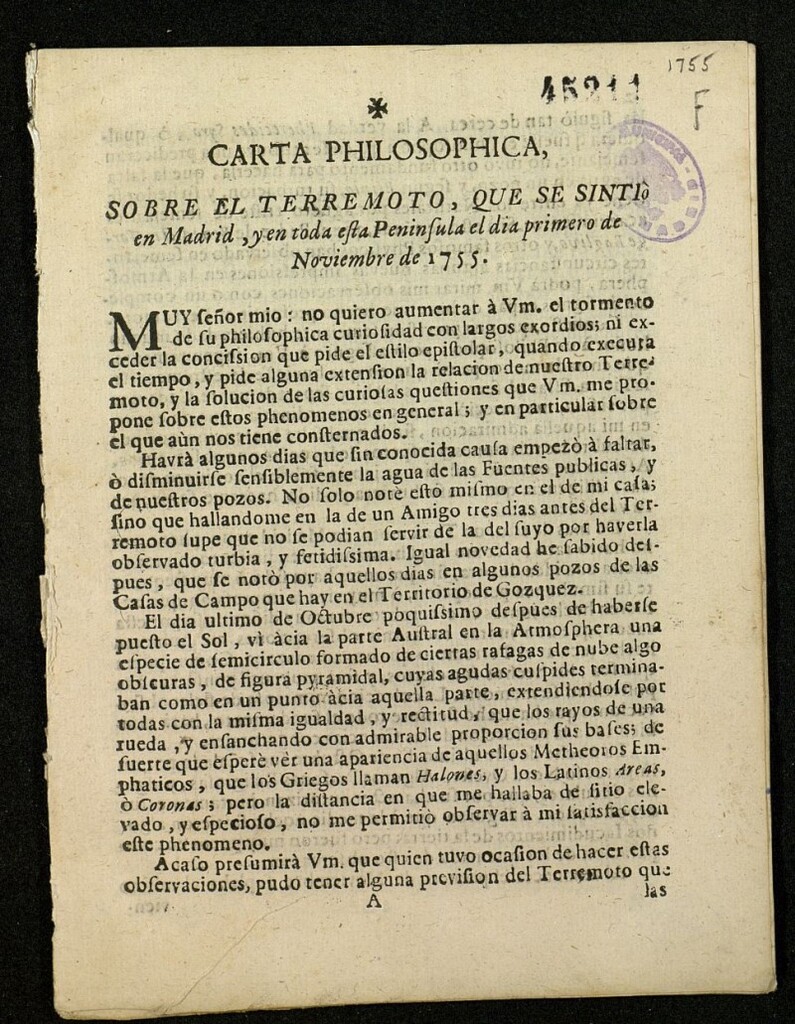 1755
45211
F
CARTA PHILOSOPHICA,
SOBRE EL TERREMOTO, QUE SE SINTIÒ
en Madrid, y en toda eſta Peninſula el dia primero de
Noviembre de 1755.
MUY ſeñor mio: no quiero aumentar à Vm. el tormento
de ſu philoſophica curioſidad con largos exordios; ni ex-
ceder la conciſsion que pide el eſtilo epiſtolar, quando executa
el tiempo, y pide alguna extenſion la relacion de nueſtro Terre-
moto, y la ſolucion de las curioſas queſtiones que Vm. me pro-
pone ſobre eſtos phenomenos en general; y en particular ſobre
el que aùn nos tiene conſternados.
Havrà algunos dias que ſin conocida cauſa empezò à faltar,
ò diſminuirſe ſenſiblemente la agua de las Fuentes publicas, y
de nueſtros pozos. No ſolo notè eſto miſmo en el de mi caſa;
ſino que hallandome en la de un Amigo tres dias antes del Ter-
remoto ſupe que no ſe podian ſervir de la del ſuyo por haverla
obſervado turbia, y fetidiſsima. Igual novedad he ſabido deſ-
pues, que ſe notò por aquellos dias en algunos pozos de las
Caſas de Campo que hay en el Territorio de Gozquez.
El dia ultimo de Octubre poquiſsimo deſpues de haberſe
pueſto el Sol, vì àcia la parte Auſtral en la Atmoſphera una
eſpecie de ſemicirculo formado de ciertas rafagas de nube algo
obſcuras, de figura pyramidal, cuyas agudas cuſpides termina-
ban como en un punto àcia aquella parte, extendiendoſe por
todas con la miſma igualdad, y rectitud, que los rayos de una
rueda, y enſanchando con admirable proporcion ſus baſes; de
ſuerte que eſperè vèr una apariencia de aquellos Metheoros Em-
phaticos, que los Griegos llaman Halones, y los Latinos Areas,
ò Coronas; pero la diſtancia en que me hallaba de ſitio ele-
vado, y eſpecioſo, no me permitiò obſervar à mi ſatisfaccion
eſte phenomeno.
Acaſo preſumirà Vm. que quien tuvo ocaſion de hacer eſtas
obſervaciones, pudo tener alguna previſion del Terremoto que
A
las